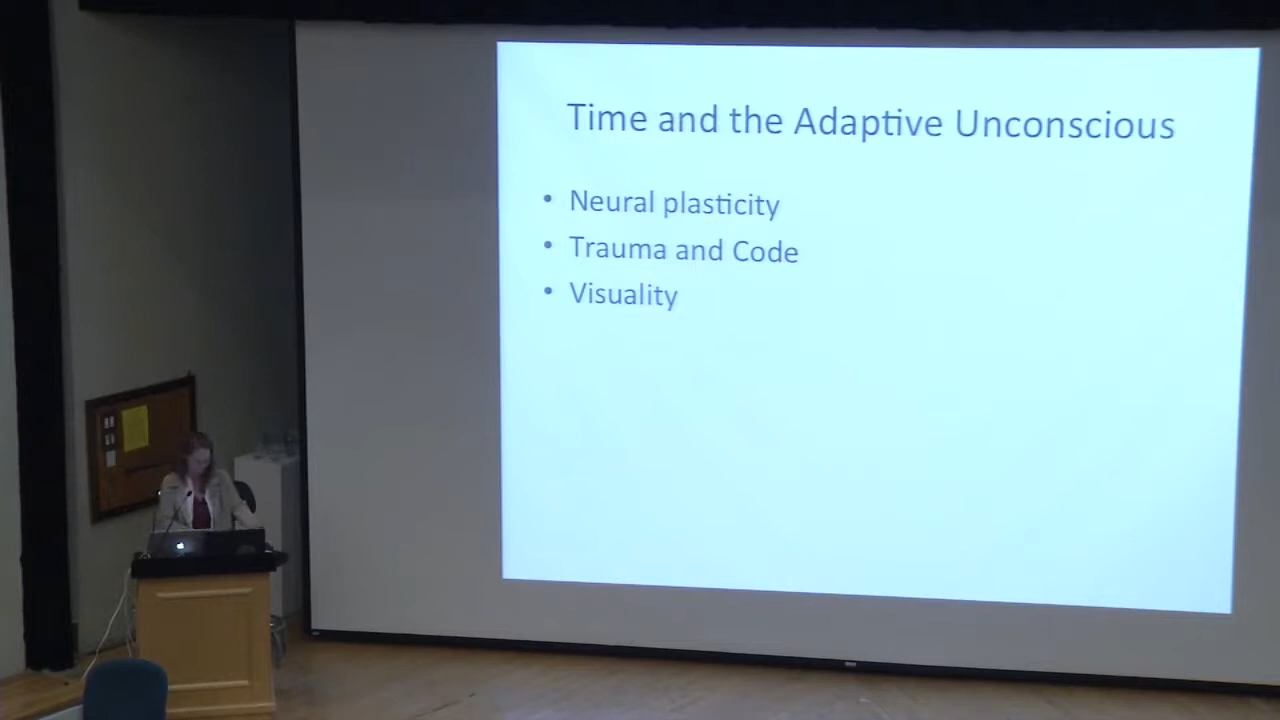 Time and the Adaptive Unconscious
• Neural plasticity
• Trauma and Code
• Visuality